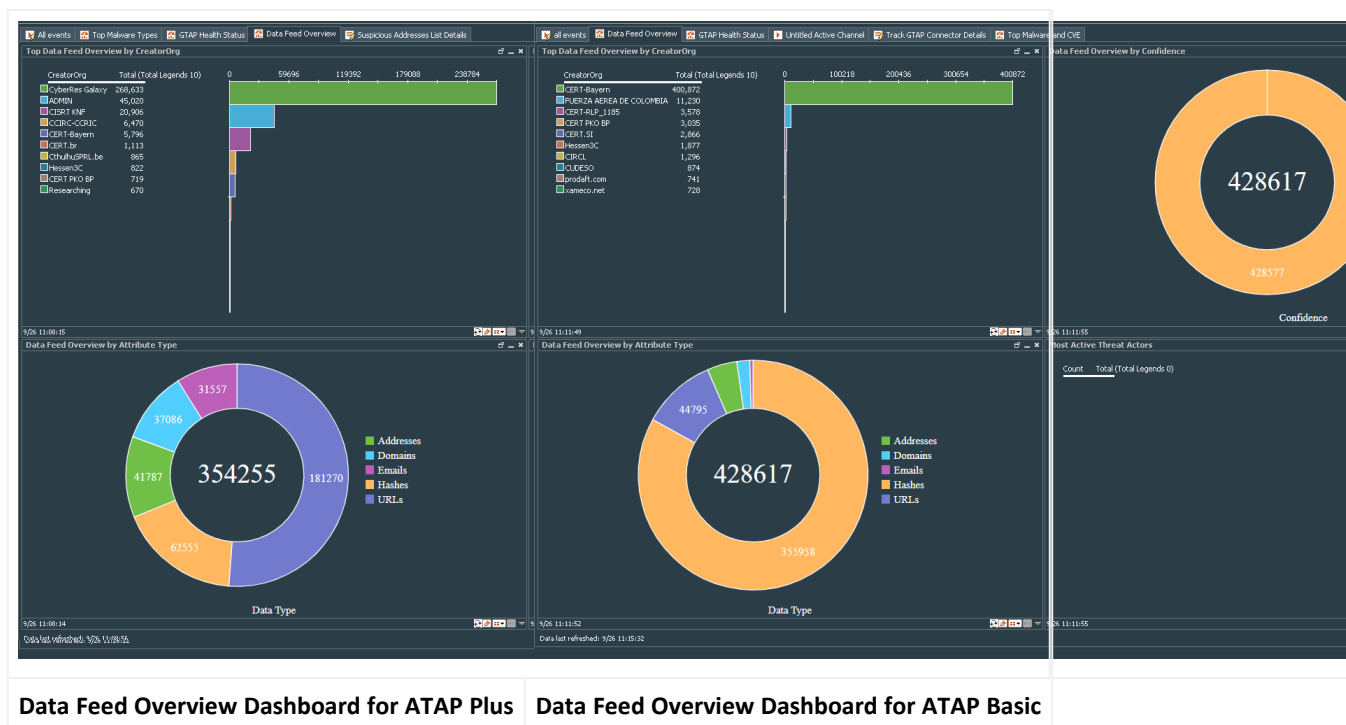 All events Top Malware Types GTAP Health Status Data Feed Overview Suspicious Addresses List Details
Top Data Feed Overview by CreatorOrg
CreatorOrg Total (Total Legends 10) 0 59696 119392 179088 238784
CyberRes Galaxy 268,633
ADMIN 45,020
CISRT KNF 20,906
CCIRC-CCRIC 6,470
CERT-Bayern 5,796
CERT.br 1,113
CthulhuSPRL.be 865
Hessen3C 822
CERT PKO BP 719
Researching 670
9/26 11:08:15
Data Feed Overview by Attribute Type
31557
37086
41787
62555
181270
354255
Addresses
Domains
Emails
Hashes
URLs
Data Type
9/26 11:08:14
Data last refreshed: 9/26
all events Data Feed Overview GTAP Health Status Untitled Active Channel Track GTAP Connector Details Top Malware and CVE
Top Data Feed Overview by CreatorOrg
CreatorOrg Total (Total Legends 10) 0 100218 200436 300654 400872
CERT-Bayern 400,872
FUERZA AEREA DE COLOMBIA 11,230
CERT-RLP_1185 3,578
CERT PKO BP 3,035
CERT.SI 2,866
Hessen3C 1,877
CIRCL 1,296
CUDESO 874
prodaft.com 741
xameco.net 728
9/26 11:11:49
Data Feed Overview by Attribute Type
44795
428617
355958
Addresses
Domains
Emails
Hashes
URLs
Data Type
9/26 11:11:52
Data last refreshed: 9/26 11:15:32
Data Feed Overview by Confidence
428617
428577
Confidence
9/26 11:11:55
Most Active Threat Actors
Count Total (Total Legends 0)
9/26 11:11:55
Data Feed Overview Dashboard for ATAP Plus
Data Feed Overview Dashboard for ATAP Basic